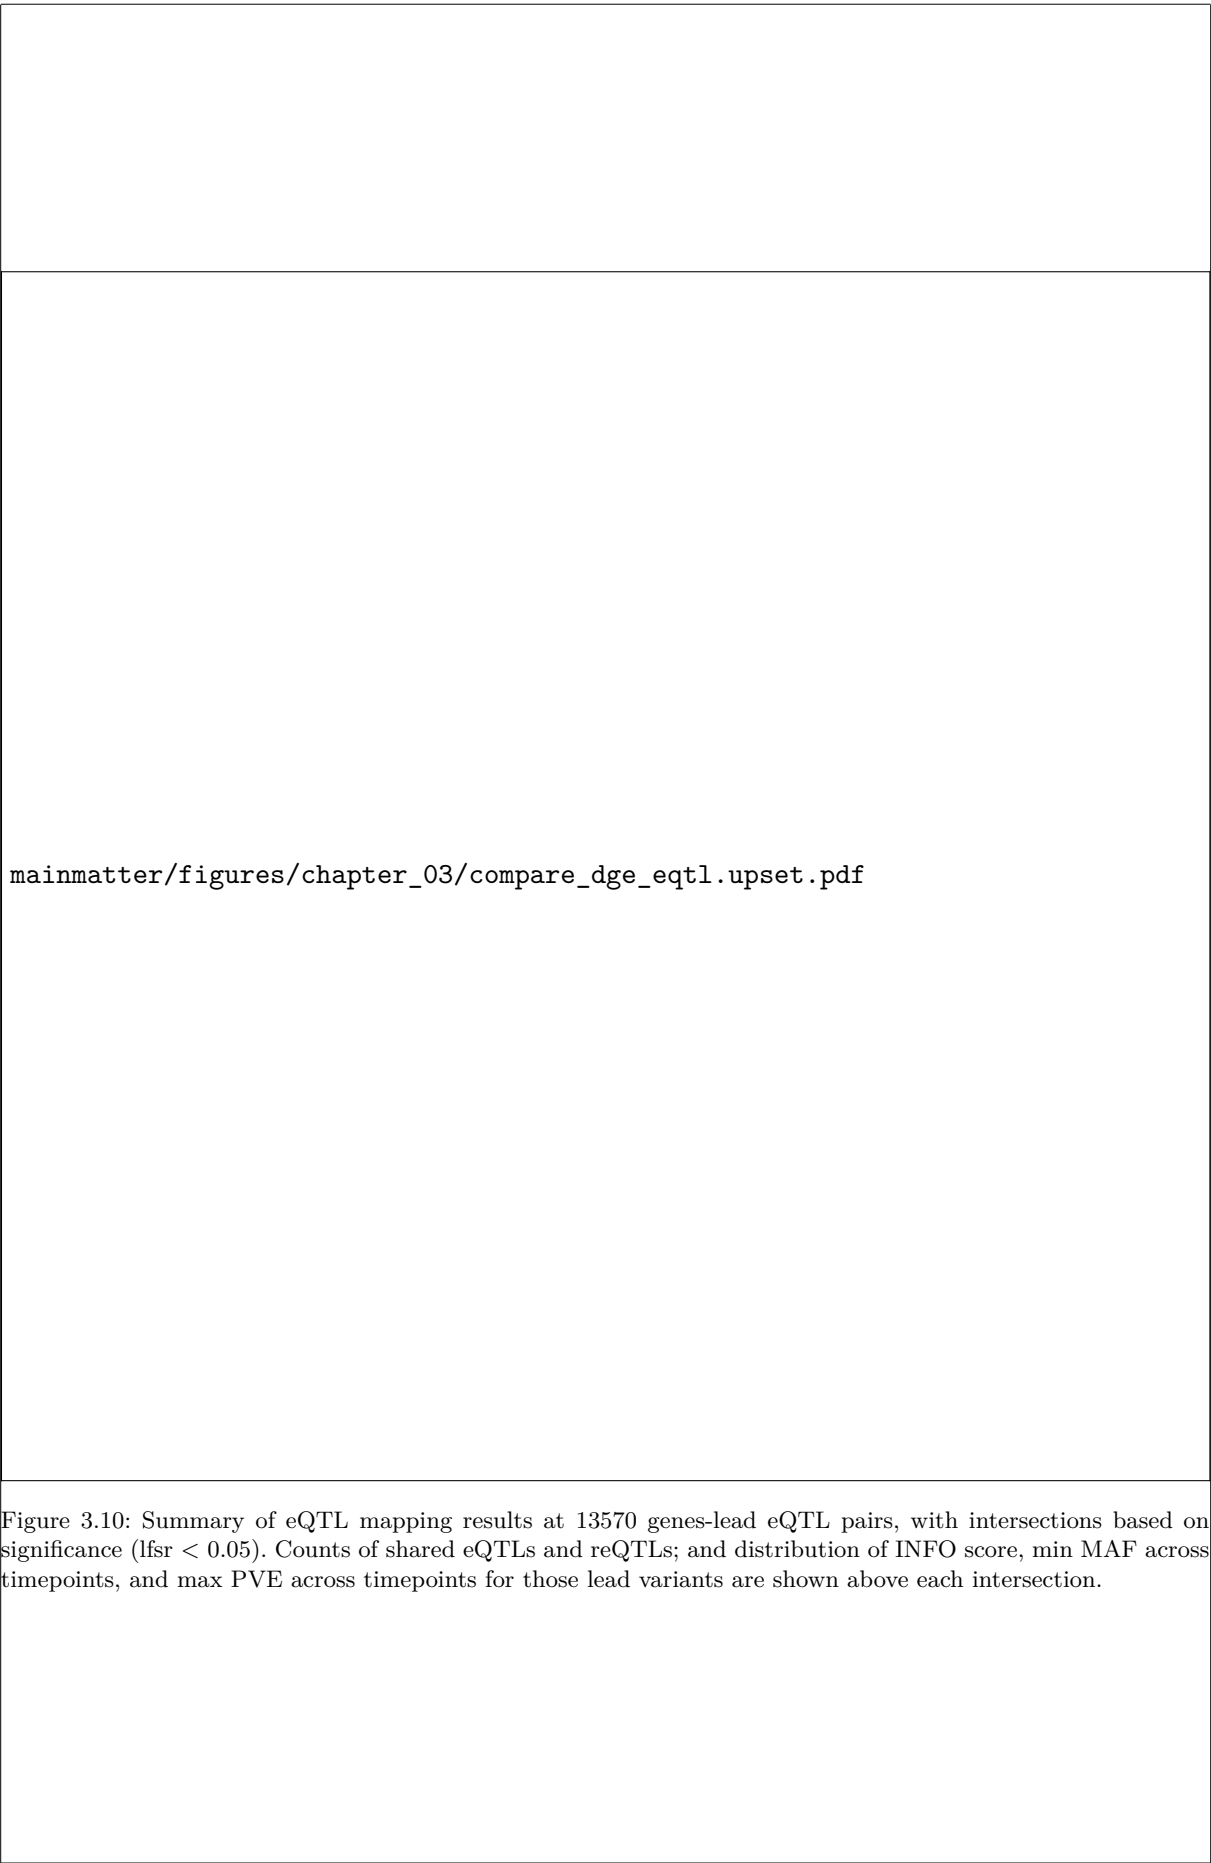 mainmatter/figures/chapter_03/compare_dge_eqtl.upset.pdf
Figure 3.10: Summary of eQTL mapping results at 13570 genes-lead eQTL pairs, with intersections based on
significance (lfsr < 0.05). Counts of shared eQTLs and reQTLs; and distribution of INFO score, min MAF across
timepoints, and max PVE across timepoints for those lead variants are shown above each intersection.